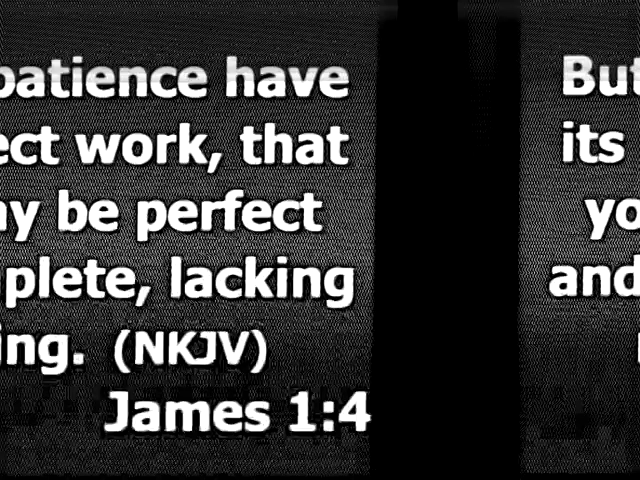 patience have
ect work, that
ay be perfect
plete, lacking
ing. (NKJV)
James 1:4
But
its
yo
and